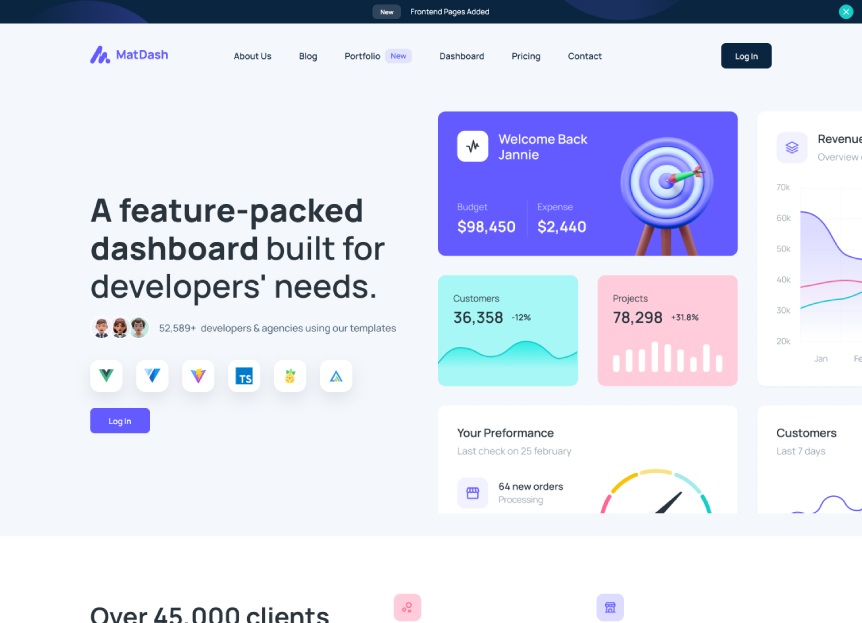 New Frontend Pages Added
MatDash
About Us Blog Portfolio New Dashboard Pricing Contact
Log In
A feature-packed
dashboard built for
developers' needs.
52,589+ developers & agencies using our templates
TS
Log In
Welcome Back
Jannie
Budget Expense
$98,450 $2,440
Customers
36,358 -12%
Projects
78,298 +31.8%
Your Preformance
Last check on 25 february
64 new orders
Processing
Revenue
Overview
70k
60k
50k
40k
30k
20k
Jan Fe
Customers
Last 7 days
Over 45,000 clients